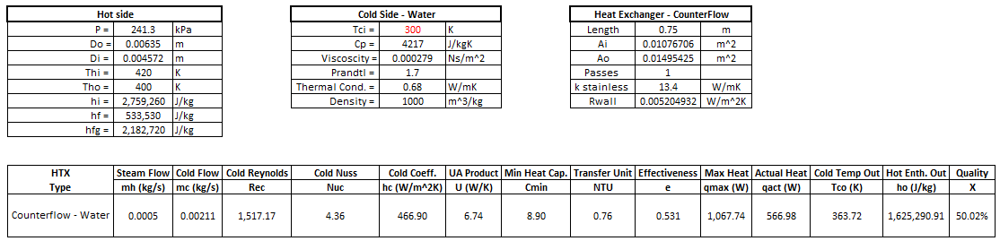 Hot side
P = 241.3 kPa
Do = 0.00635 m
Di = 0.004572 m
Thi = 420 K
Tho = 400 K
hi = 2,759,260 J/kg
hf = 533,530 J/kg
hfg = 2,182,720 J/kg
Cold Side - Water
Tci = 300 K
Cp = 4217 J/kgK
Viscoscity = 0.000279 Ns/m^2
Prandtl = 1.7
Thermal Cond. = 0.68 W/mK
Density = 1000 m^3/kg
Heat Exchanger - CounterFlow
Length 0.75 m
Ai 0.01076706 m^2
Ao 0.01495425 m^2
Passes 1
k stainless 13.4 W/mK
Rwall 0.005204932 W/m^2K
HTX Steam Flow Cold Flow Cold Reynolds Cold Nuss Cold Coeff. UA Product Min Heat Cap. Transfer Unit Effectiveness Max Heat Actual Heat Cold Temp Out Hot Enth. Out Quality
Type mh (kg/s) mc (kg/s) Rec Nuc hc (W/m^2K) U (W/K) Cmin NTU e qmax (W) qact (W) Tco (K) ho (J/kg) X
Counterflow - Water 0.0005 0.00211 1,517.17 4.36 466.90 6.74 8.90 0.76 0.531 1,067.74 566.98 363.72 1,625,290.91 50.02%